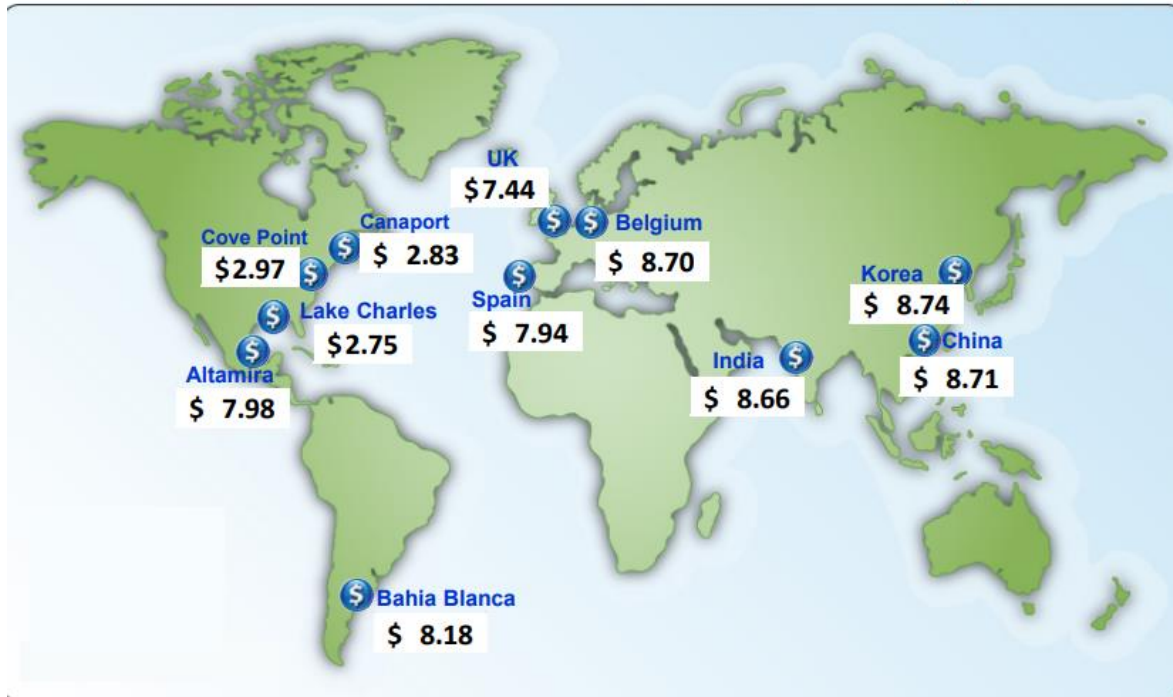 UK
$7.44
Canaport
$ 2.83
Cove Point
$2.97
Belgium
$ 8.70
Korea
$ 8.74
Spain
$ 7.94
Lake Charles
$2.75
China
$ 8.71
India
$ 8.66
Altamira
$ 7.98
Bahia Blanca
$ 8.18